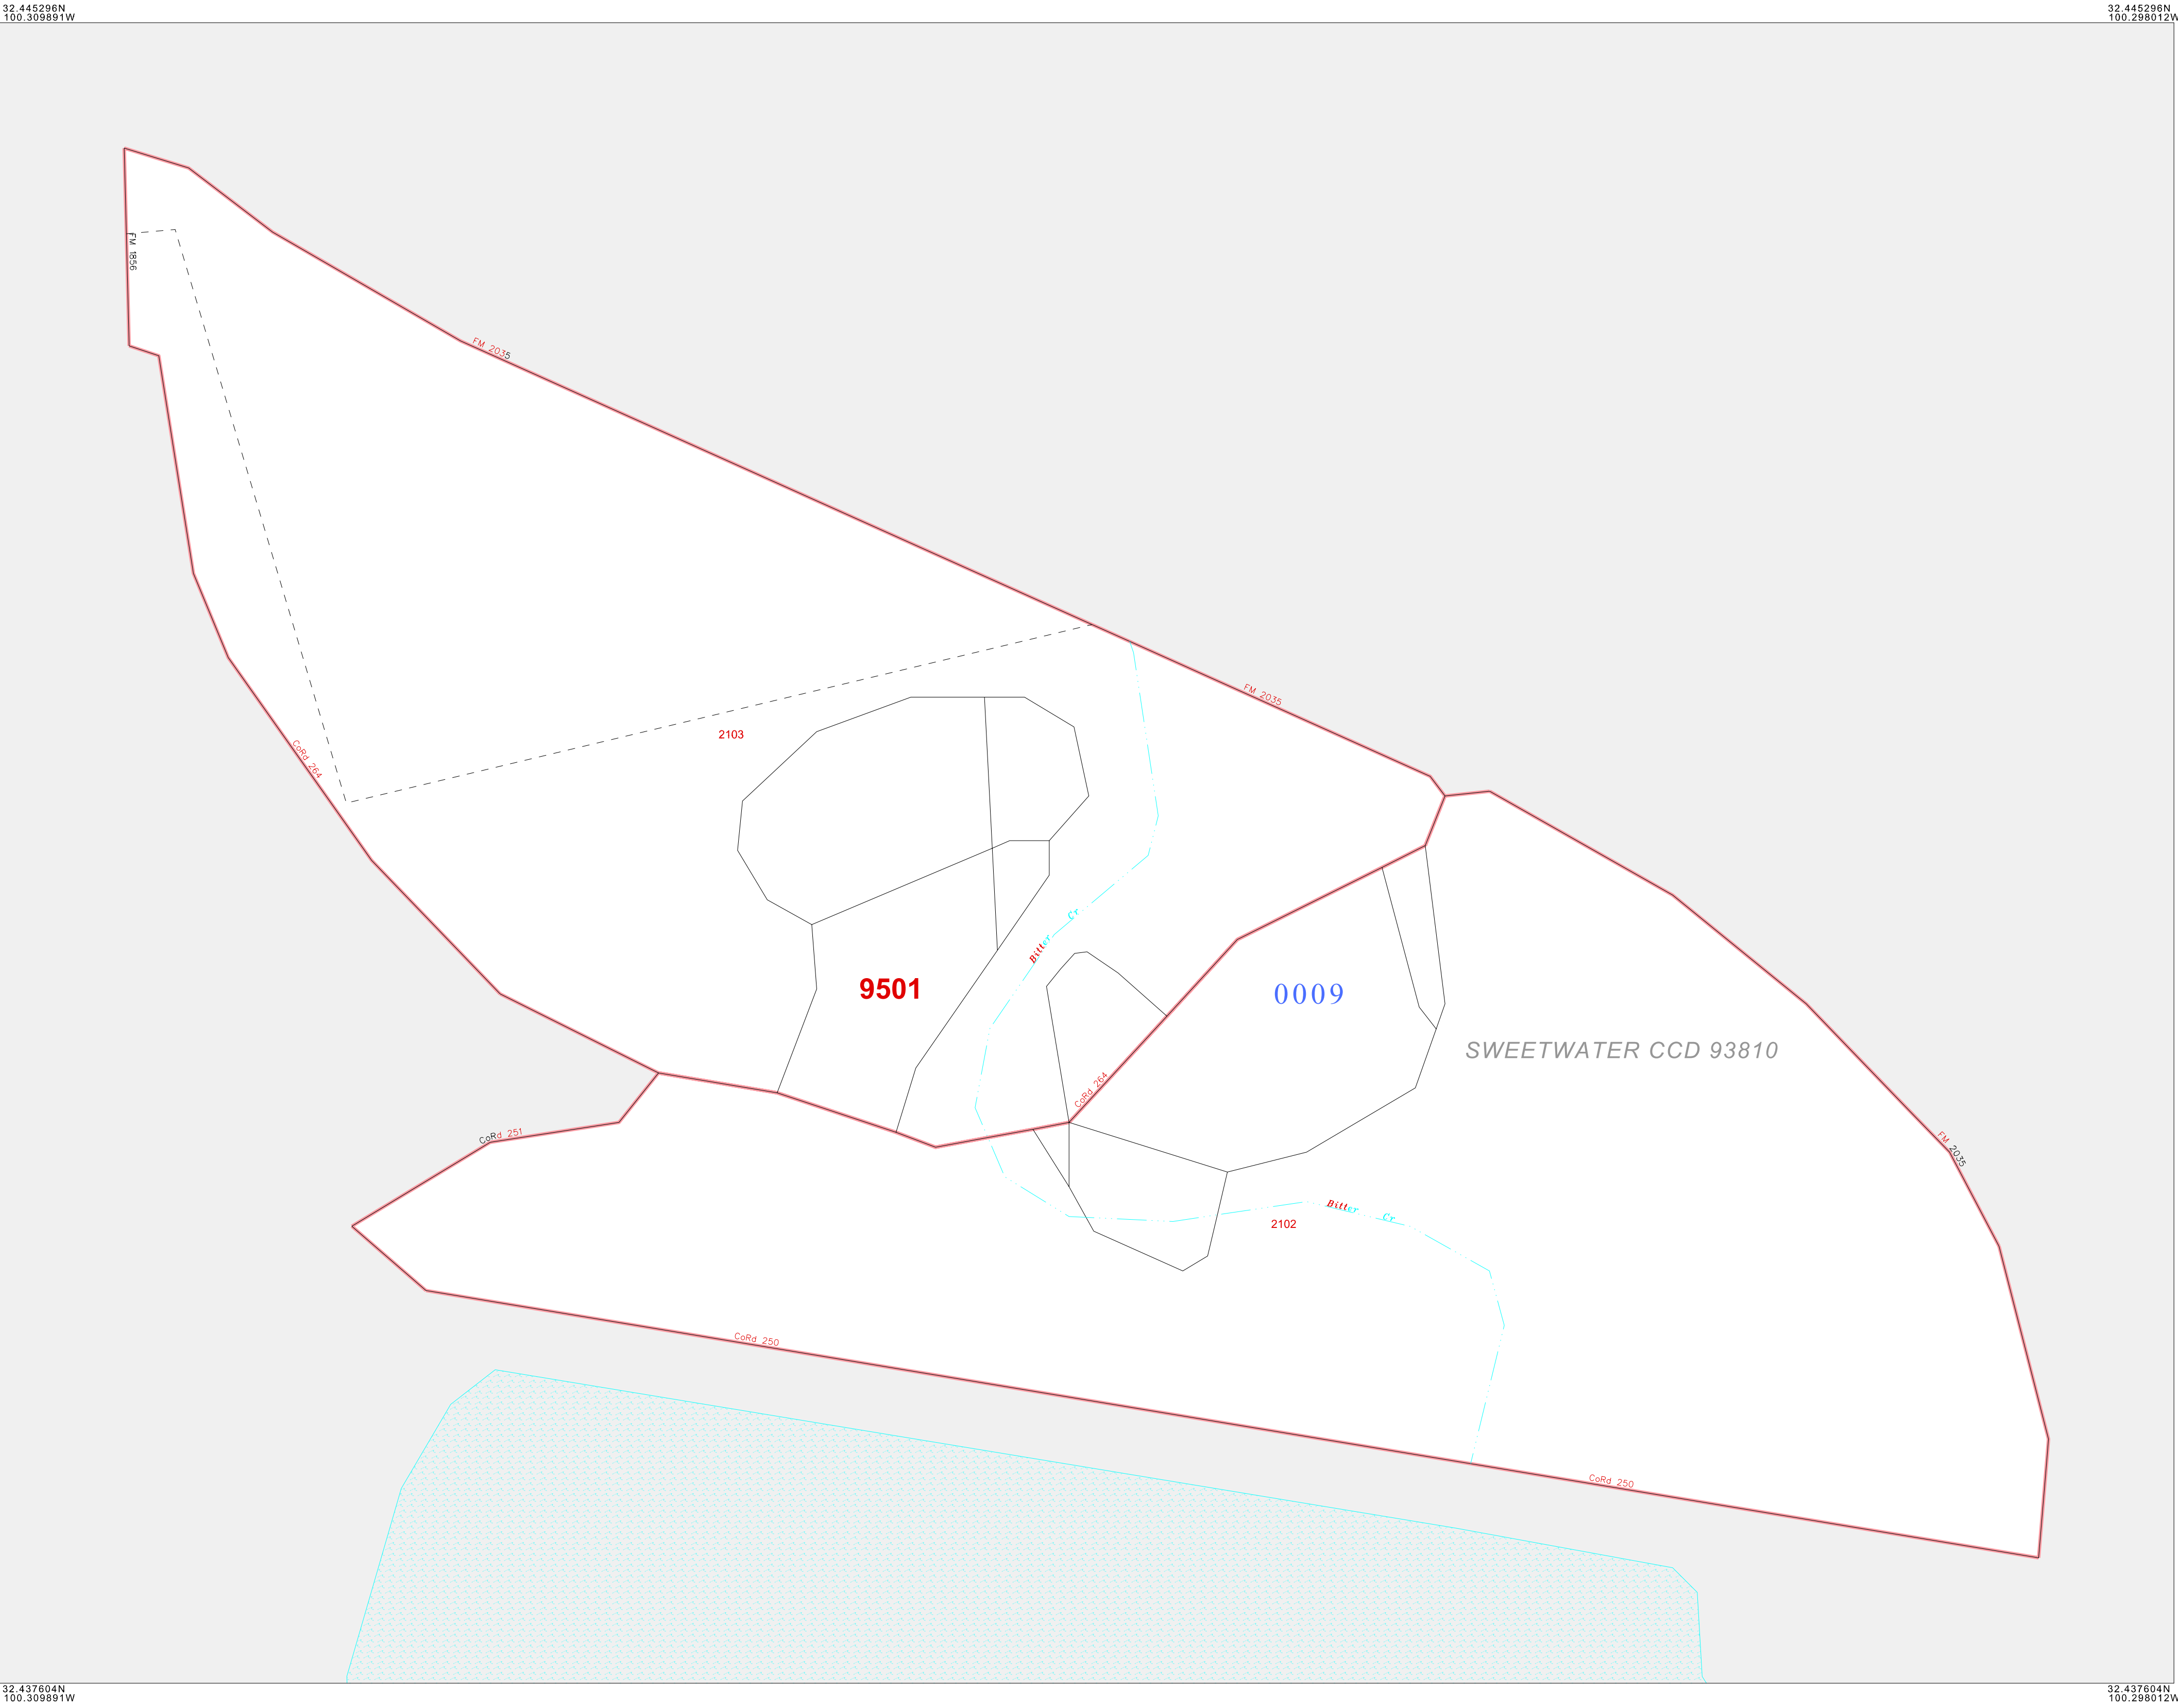 32.445296N
100.309891W
32.445296N
100.298012W
FM 1856
FM 2035
FM 2035
2103
CoRd 264
Bitter Cr
9501
0009
SWEETWATER CCD 93810
CoRd 264
CoRd 251
FM 2035
Bitter Cr
2102
CoRd 250
CoRd 250
32.437604N
100.309891W
32.437604N
100.298012W